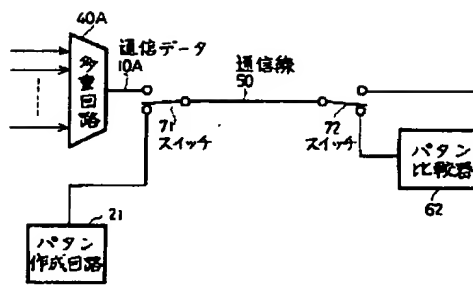 40A
多重回路
通信データ
10A
通信線
50
71
スイッチ
72
スイッチ
パタン
比較器
62
21
パタン
作成回路